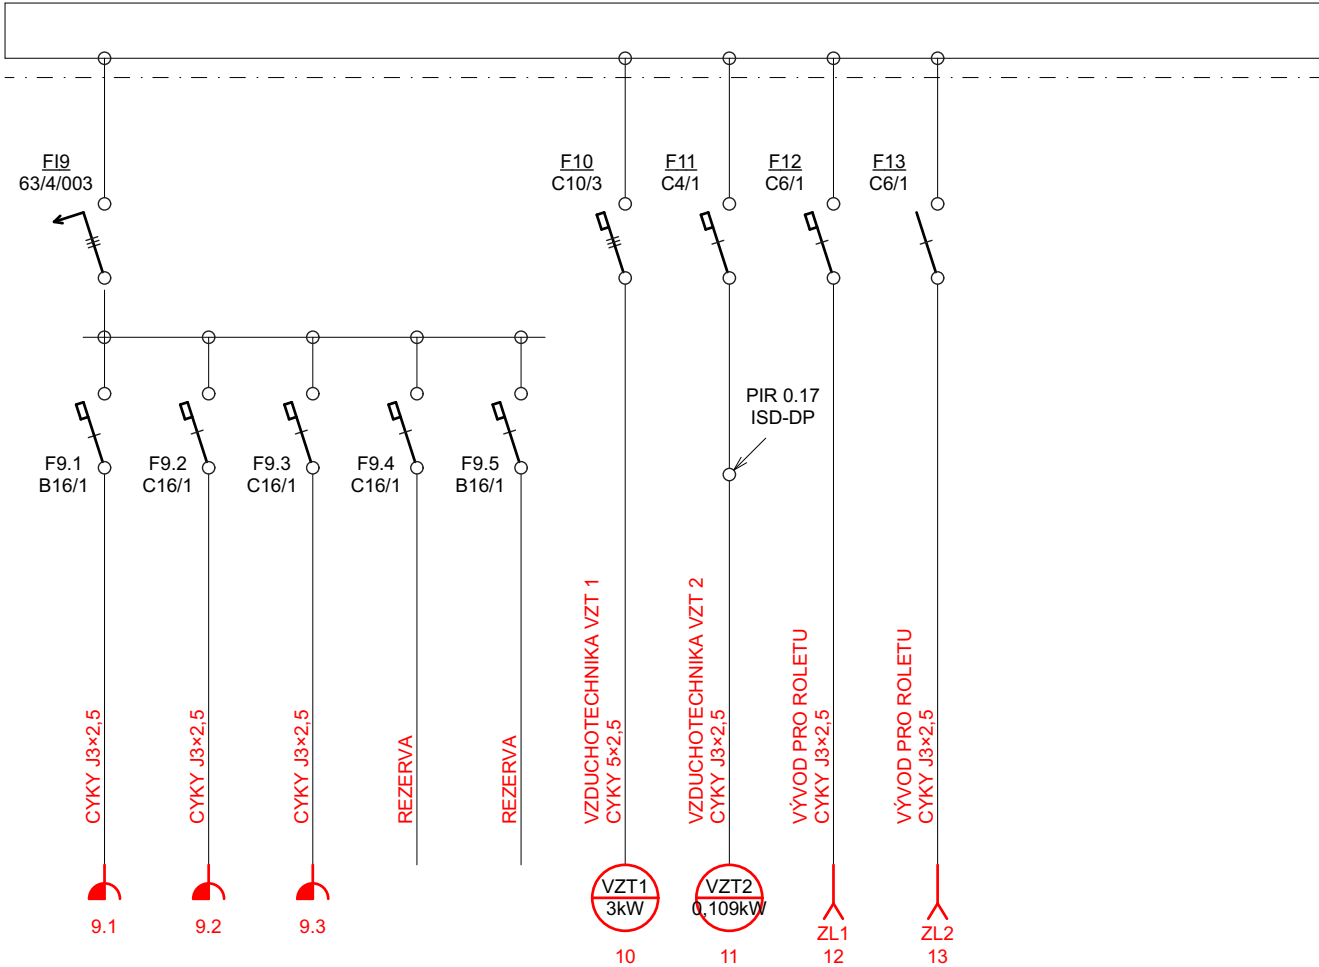 FI9
63/4/003
F10
C10/3
F11
C4/1
F12
C6/1
F13
C6/1
PIR 0.17
ISD-DP
F9.1
B16/1
F9.2
C16/1
F9.3
C16/1
F9.4
C16/1
F9.5
B16/1
CYKY J3×2,5
CYKY J3×2,5
CYKY J3×2,5
REZERVA
REZERVA
VZDUCHOTECHNIKA VZT 1
CYKY 5×2,5
VZDUCHOTECHNIKA VZT 2
CYKY J3×2,5
VÝVOD PRO ROLETU
CYKY J3×2,5
VÝVOD PRO ROLETU
CYKY J3×2,5
9.1
9.2
9.3
VZT1
3kW
10
VZT2
0,109kW
11
ZL1
12
ZL2
13